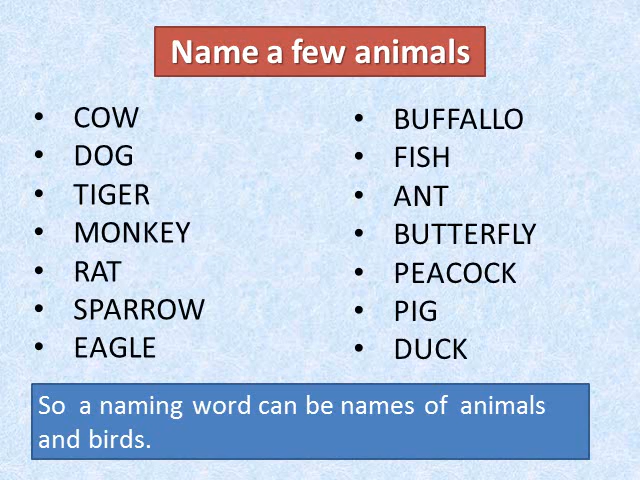 Name a few animals
• COW
• DOG
• TIGER
• MONKEY
• RAT
• SPARROW
• EAGLE
• BUFFALLO
• FISH
• ANT
• BUTTERFLY
• PEACOCK
• PIG
• DUCK
So a naming word can be names of animals
and birds.